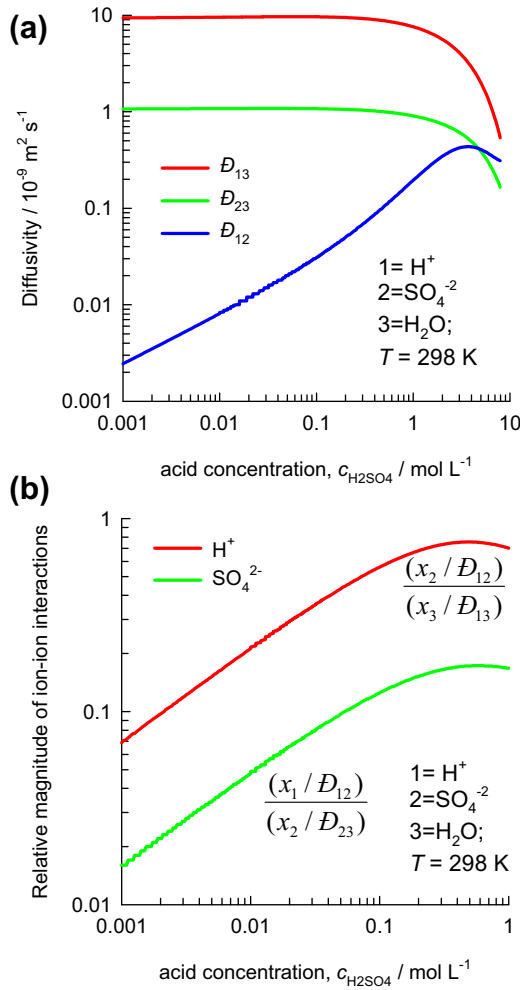 (a)
10
1
0.1
0.01
0.001
Diffusivity / 10⁻⁹ m² s⁻¹
Đ₁₃
Đ₂₃
Đ₁₂
1= H⁺
2=SO₄⁻²
3=H₂O;
T = 298 K
0.001 0.01 0.1 1 10
acid concentration, c_H2SO4 / mol L⁻¹
(b)
1
0.1
0.01
Relative magnitude of ion-ion interactions
H⁺
SO₄²⁻
(x₂ / Đ₁₂)
(x₃ / Đ₁₃)
(x₁ / Đ₁₂)
(x₂ / Đ₂₃)
1= H⁺
2=SO₄⁻²
3=H₂O;
T = 298 K
0.001 0.01 0.1 1
acid concentration, c_H2SO4 / mol L⁻¹